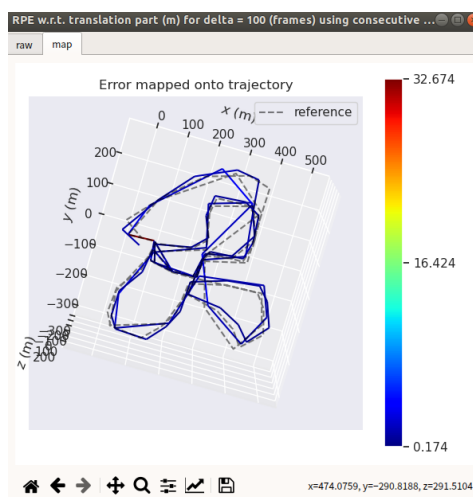 RPE w.r.t. translation part (m) for delta = 100 (frames) using consecutive ...
raw map
Error mapped onto trajectory
32.674
16.424
0.174
reference
x (m)
0
100
200
300
400
500
y (m)
200
100
0
−100
−200
−300
z (m)
200
x=474.0759, y=−290.8188, z=291.5104